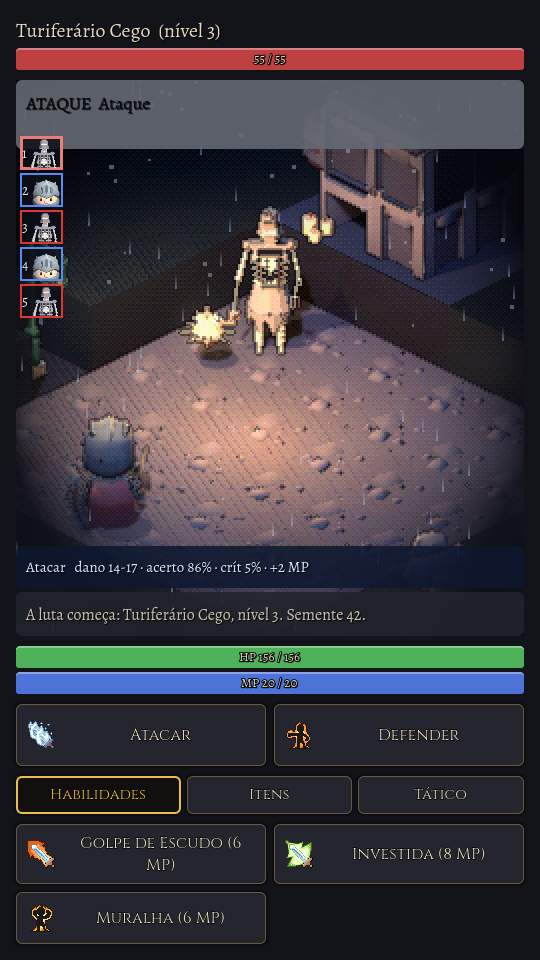 Turiferário Cego (nível 3)
55 / 55
ATAQUE Ataque
1
2
3
4
5
Atacar dano 14-17 · acerto 86% · crít 5% · +2 MP
A luta começa: Turiferário Cego, nível 3. Semente 42.
HP 156 / 156
MP 20 / 20
Atacar
Defender
Habilidades
Itens
Tático
Golpe de Escudo (6
MP)
Investida (8 MP)
Muralha (6 MP)